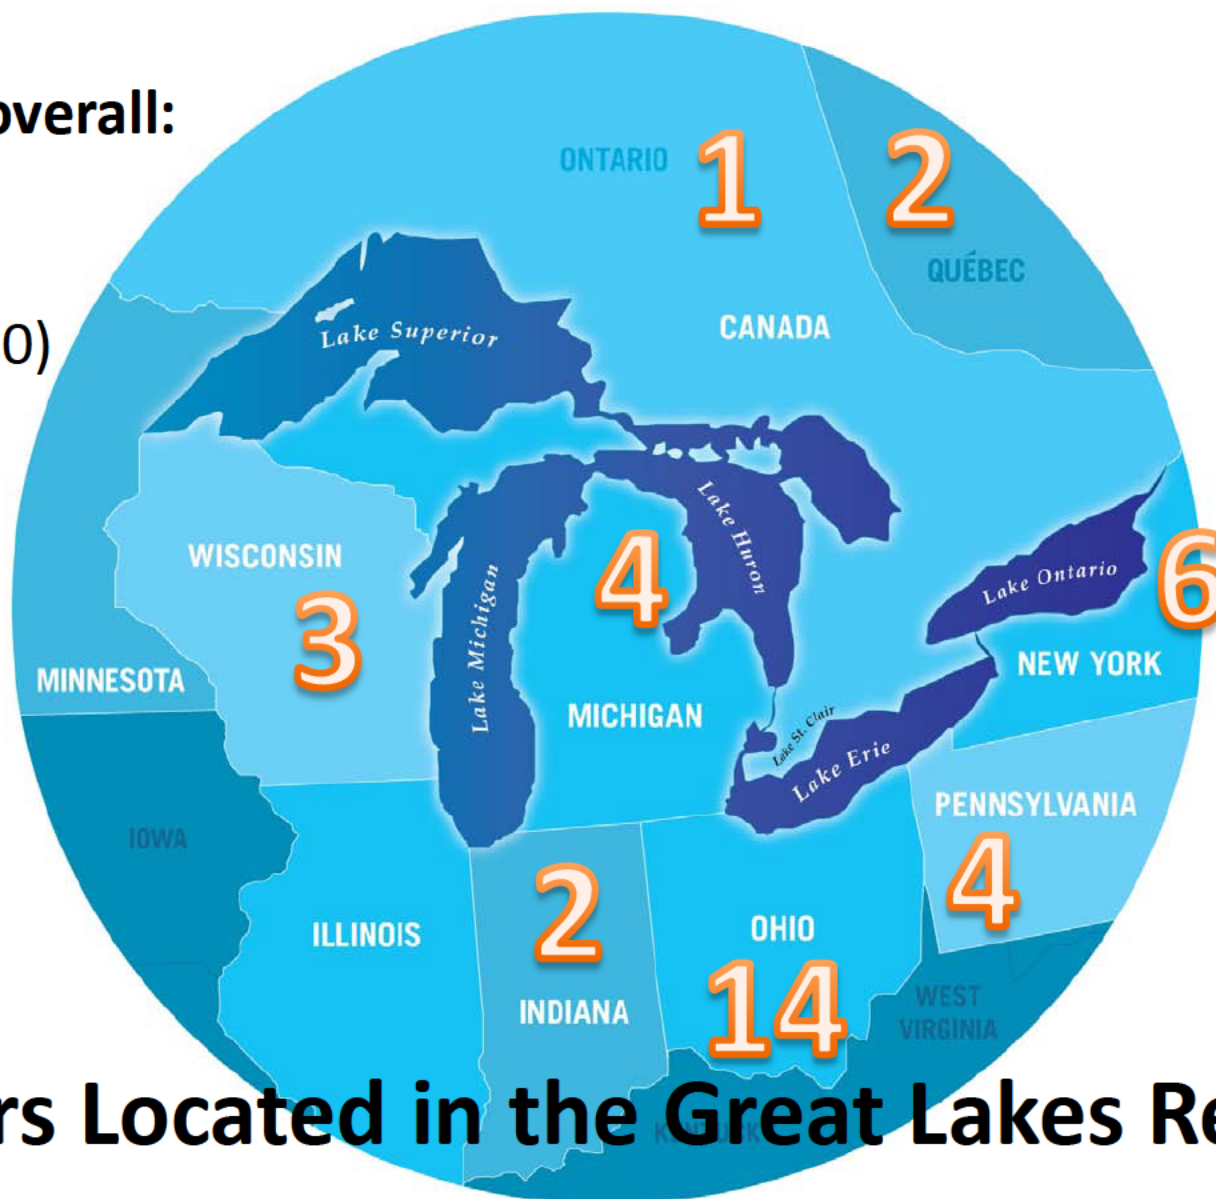 overall:
ONTARIO 1 2
QUÉBEC
0)
Lake Superior
CANADA
WISCONSIN
3
4
Lake Huron
Lake Michigan
Lake Ontario
6
MINNESOTA
NEW YORK
MICHIGAN
Lake St. Clair
Lake Erie
IOWA
PENNSYLVANIA
4
2
ILLINOIS
OHIO
INDIANA
14
WEST
VIRGINIA
rs Located in the Great Lakes Re
KENTUCK